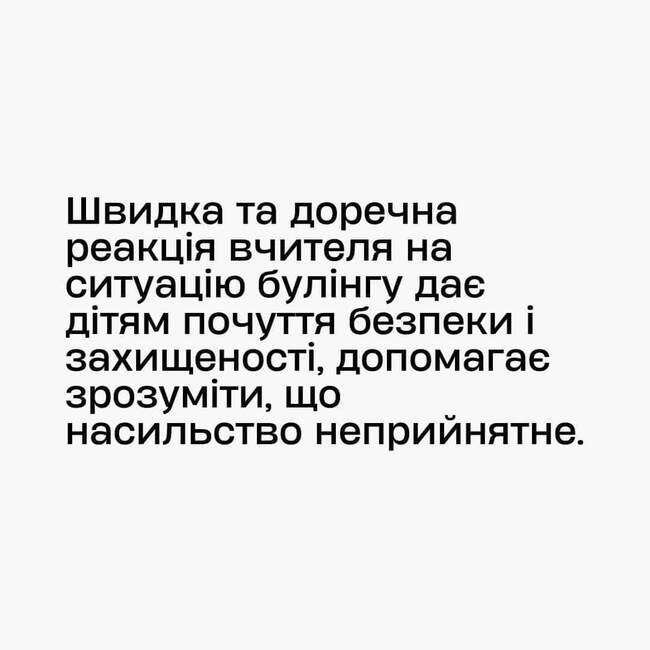 Швидка та доречна
реакція вчителя на
ситуацію булінгу дає
дітям почуття безпеки і
захищеності, допомагає
зрозуміти, що
насильство неприйнятне.